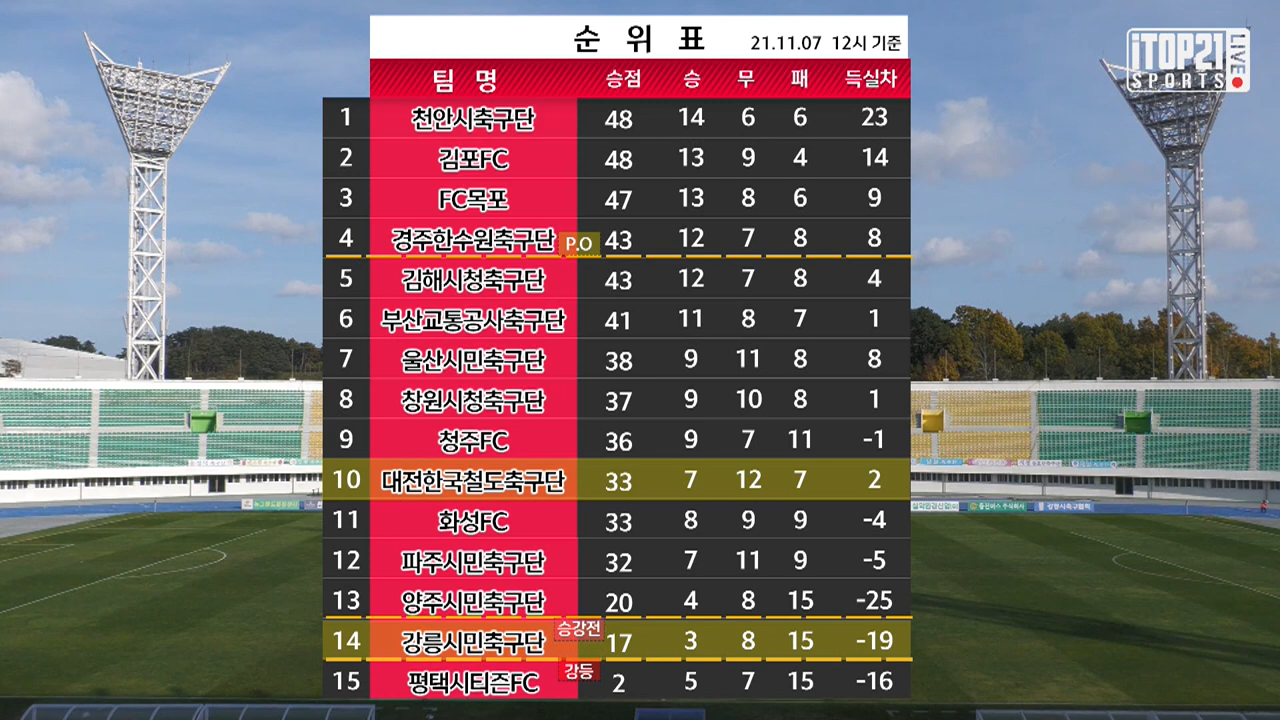 순 위 표 21.11.07 12시 기준
iTOP21 SPORTS LIVE
팀 명 승점 승 무 패 득실차
1 천안시축구단 48 14 6 6 23
2 김포FC 48 13 9 4 14
3 FC목포 47 13 8 6 9
4 경주한수원축구단 P.O 43 12 7 8 8
5 김해시청축구단 43 12 7 8 4
6 부산교통공사축구단 41 11 8 7 1
7 울산시민축구단 38 9 11 8 8
8 창원시청축구단 37 9 10 8 1
9 청주FC 36 9 7 11 -1
10 대전한국철도축구단 33 7 12 7 2
11 화성FC 33 8 9 9 -4
12 파주시민축구단 32 7 11 9 -5
13 양주시민축구단 20 4 8 15 -25
14 강릉시민축구단 승강전 17 3 8 15 -19
15 평택시티즌FC 강등 2 5 7 15 -16